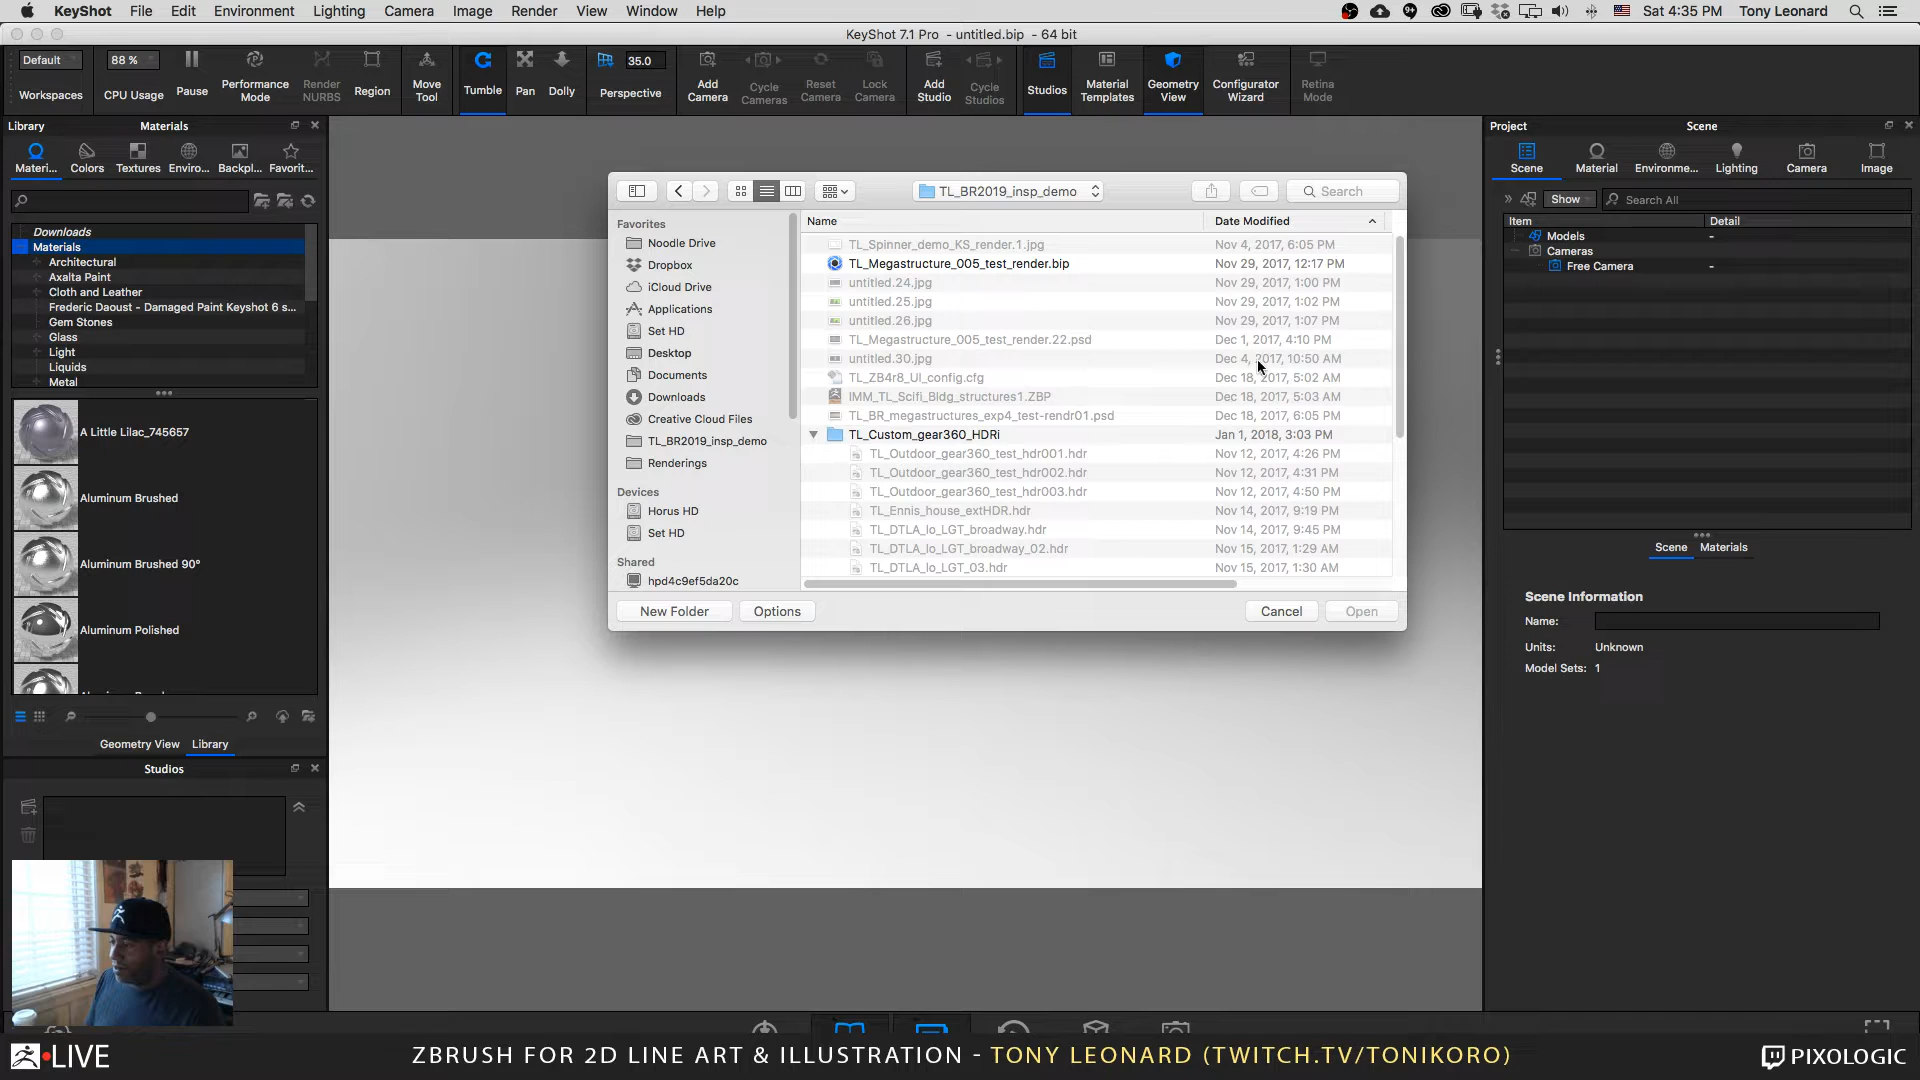 KeyShot File Edit Environment Lighting Camera Image Render View Window Help Sat 4:35 PM Tony Leonard
KeyShot 7.1 Pro - untitled.bip - 64 bit
Default 88 % 35.0
Workspaces CPU Usage Pause Performance Mode Render NURBS Region Move Tool Tumble Pan Dolly Perspective Add Camera Cycle Cameras Reset Camera Lock Camera Add Studio Cycle Studios Studios Material Templates Geometry View Configurator Wizard Retina Mode
Library Materials
Materi... Colors Textures Enviro... Backpl... Favorit...
Downloads
Materials
Architectural
Axalta Paint
Cloth and Leather
Frederic Daoust - Damaged Paint Keyshot 6 s...
Gem Stones
Glass
Light
Liquids
Metal
A Little Lilac_745657
Aluminum Brushed
Aluminum Brushed 90°
Aluminum Polished
Geometry View Library
Studios
TL_BR2019_insp_demo Search
Favorites
Noodle Drive
Dropbox
iCloud Drive
Applications
Set HD
Desktop
Documents
Downloads
Creative Cloud Files
TL_BR2019_insp_demo
Renderings
Devices
Horus HD
Set HD
Shared
hpd4c9ef5da20c
Name Date Modified
TL_Spinner_demo_KS_render.1.jpg Nov 4, 2017, 6:05 PM
TL_Megastructure_005_test_render.bip Nov 29, 2017, 12:17 PM
untitled.24.jpg Nov 29, 2017, 1:00 PM
untitled.25.jpg Nov 29, 2017, 1:02 PM
untitled.26.jpg Nov 29, 2017, 1:07 PM
TL_Megastructure_005_test_render.22.psd Dec 1, 2017, 4:10 PM
untitled.30.jpg Dec 4, 2017, 10:50 AM
TL_ZB4r8_UI_config.cfg Dec 18, 2017, 5:02 AM
IMM_TL_Scifi_Bldg_structures1.ZBP Dec 18, 2017, 5:03 AM
TL_BR_megastructures_exp4_test-rendr01.psd Dec 18, 2017, 6:05 PM
TL_Custom_gear360_HDRi Jan 1, 2018, 3:03 PM
TL_Outdoor_gear360_test_hdr001.hdr Nov 12, 2017, 4:26 PM
TL_Outdoor_gear360_test_hdr002.hdr Nov 12, 2017, 4:31 PM
TL_Outdoor_gear360_test_hdr003.hdr Nov 12, 2017, 4:50 PM
TL_Ennis_house_extHDR.hdr Nov 14, 2017, 9:19 PM
TL_DTLA_lo_LGT_broadway.hdr Nov 14, 2017, 9:45 PM
TL_DTLA_lo_LGT_broadway_02.hdr Nov 15, 2017, 1:29 AM
TL_DTLA_lo_LGT_03.hdr Nov 15, 2017, 1:30 AM
New Folder Options Cancel Open
Project Scene
Scene Material Environme... Lighting Camera Image
Show Search All
Item Detail
Models -
Cameras
Free Camera -
Scene Materials
Scene Information
Name:
Units: Unknown
Model Sets: 1
LIVE ZBRUSH FOR 2D LINE ART & ILLUSTRATION - TONY LEONARD (TWITCH.TV/TONIKORO) PIXOLOGIC